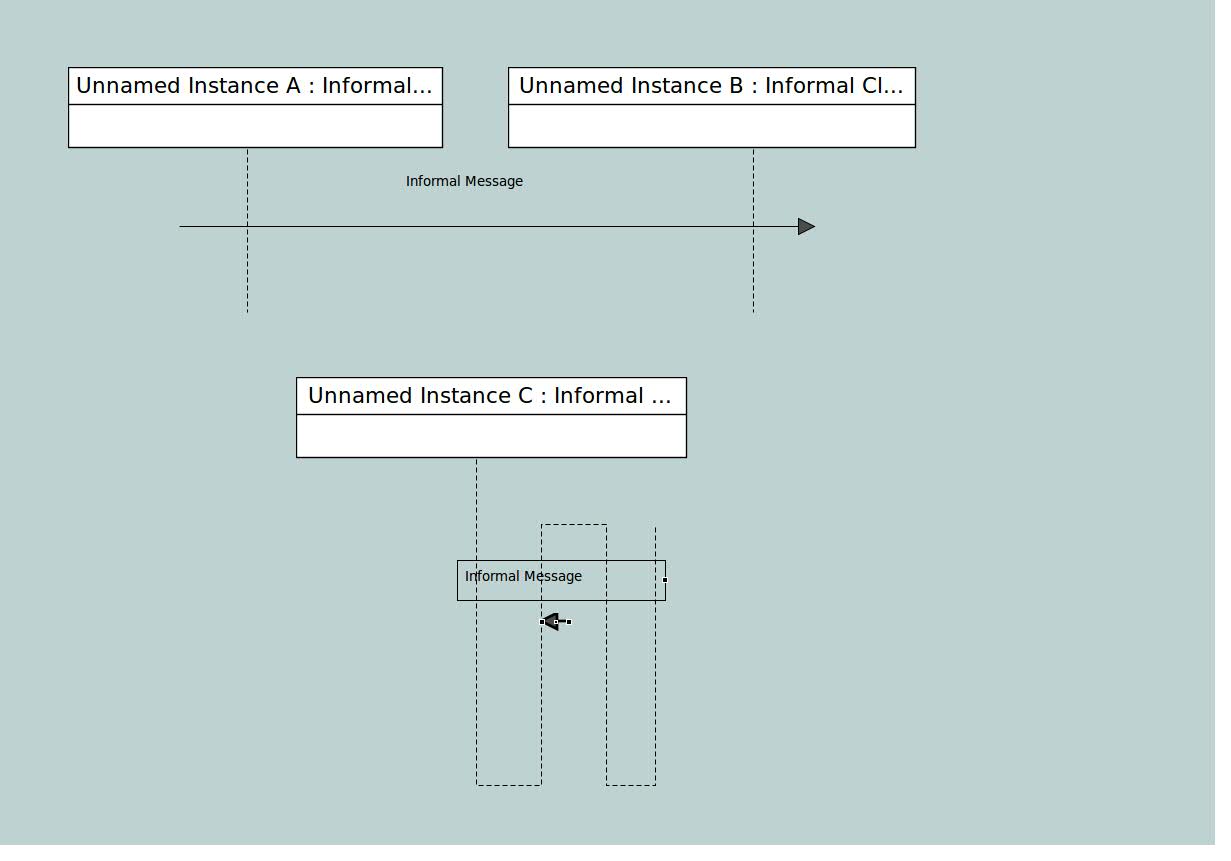 Unnamed Instance A : Informal...
Unnamed Instance B : Informal Cl...
Informal Message
Unnamed Instance C : Informal ...
Informal Message